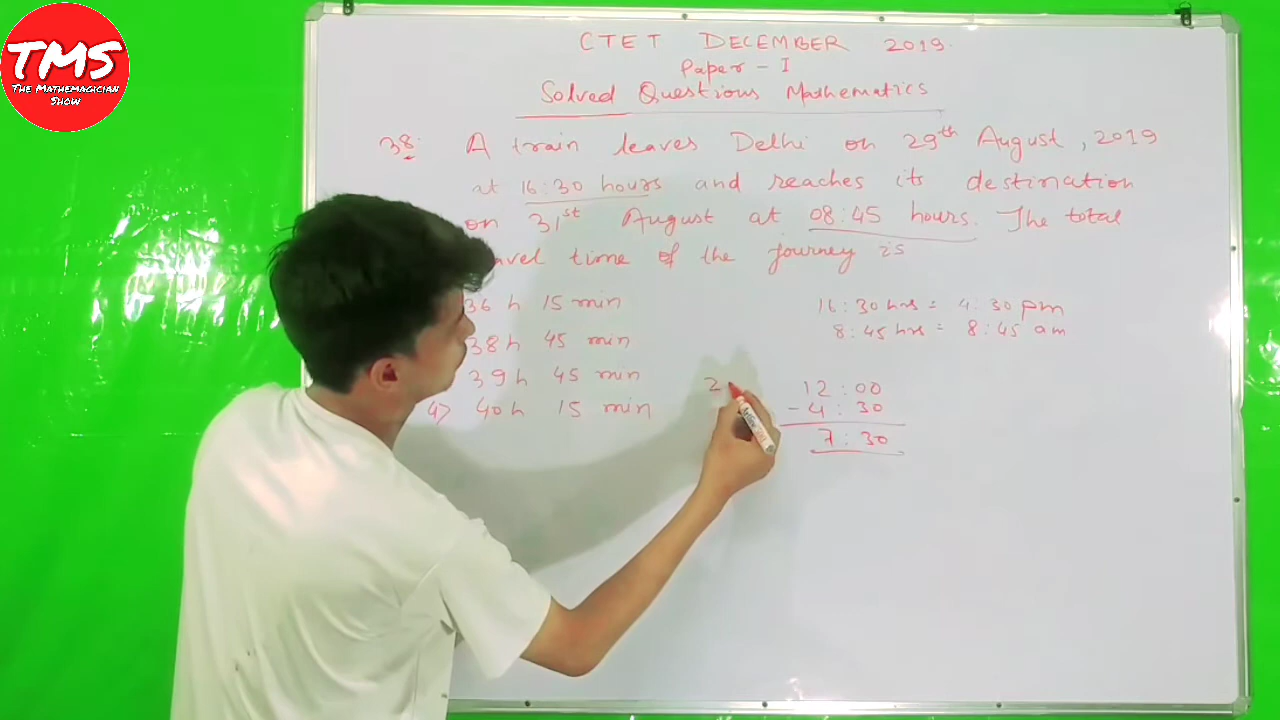 TMS
THE MATHEMAGICIAN
SHOW
CTET DECEMBER 2019.
Paper - I
Solved Questions Mathematics
38: A train leaves Delhi on 29th August, 2019
at 16:30 hours and reaches its destination
on 31st August at 08:45 hours. The total
time of the journey is
36 h 15 min
38 h 45 min
39 h 45 min
4> 40 h 15 min
16:30 hrs = 4:30 pm
8:45 hrs = 8:45 am
2
12:00
- 4:30
7:30